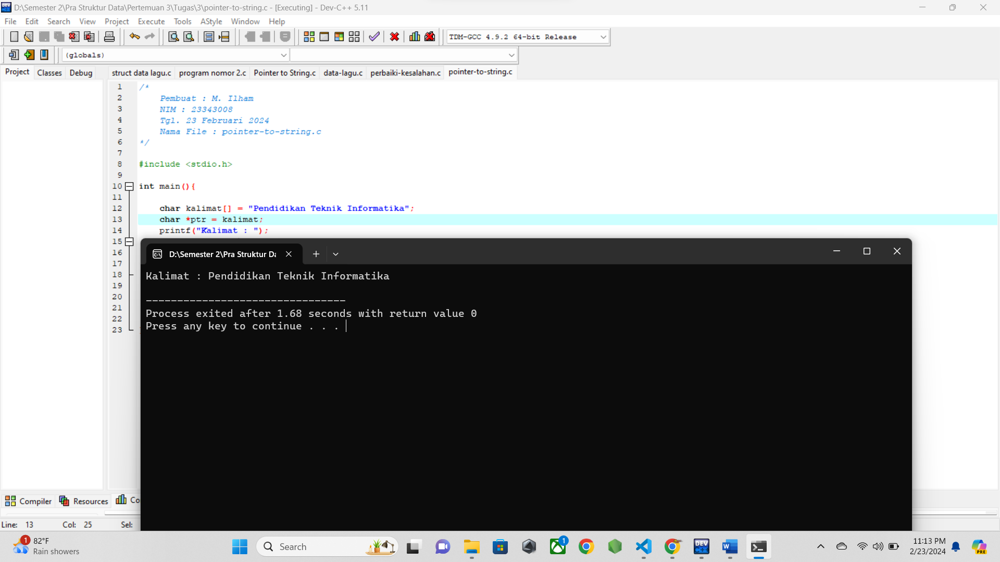 D:\Semester 2\Pra Struktur Data\Pertemuan 3\Tugas\3\pointer-to-string.c - [Executing] - Dev-C++ 5.11
File Edit Search View Project Execute Tools AStyle Window Help
TDM-GCC 4.9.2 64-bit Release
(globals)
Project Classes Debug
struct data lagu.c program nomor 2.c Pointer to String.c data-lagu.c perbaiki-kesalahan.c pointer-to-string.c
1 /*
2 Pembuat : M. Ilham
3 NIM : 23343008
4 Tgl. 23 Februari 2024
5 Nama File : pointer-to-string.c
6 */
7
8 #include <stdio.h>
9
10 int main(){
11
12 char kalimat[] = "Pendidikan Teknik Informatika";
13 char *ptr = kalimat;
14 printf("Kalimat : ");
15
16
17
18
19
20
21
22
23
D:\Semester 2\Pra Struktur Da
Kalimat : Pendidikan Teknik Informatika
--------------------------------
Process exited after 1.68 seconds with return value 0
Press any key to continue . . .
Compiler Resources Co
Line: 13 Col: 25 Sel:
1
82°F
Rain showers
Search
1
DEV C++
11:13 PM
2/23/2024
PRE